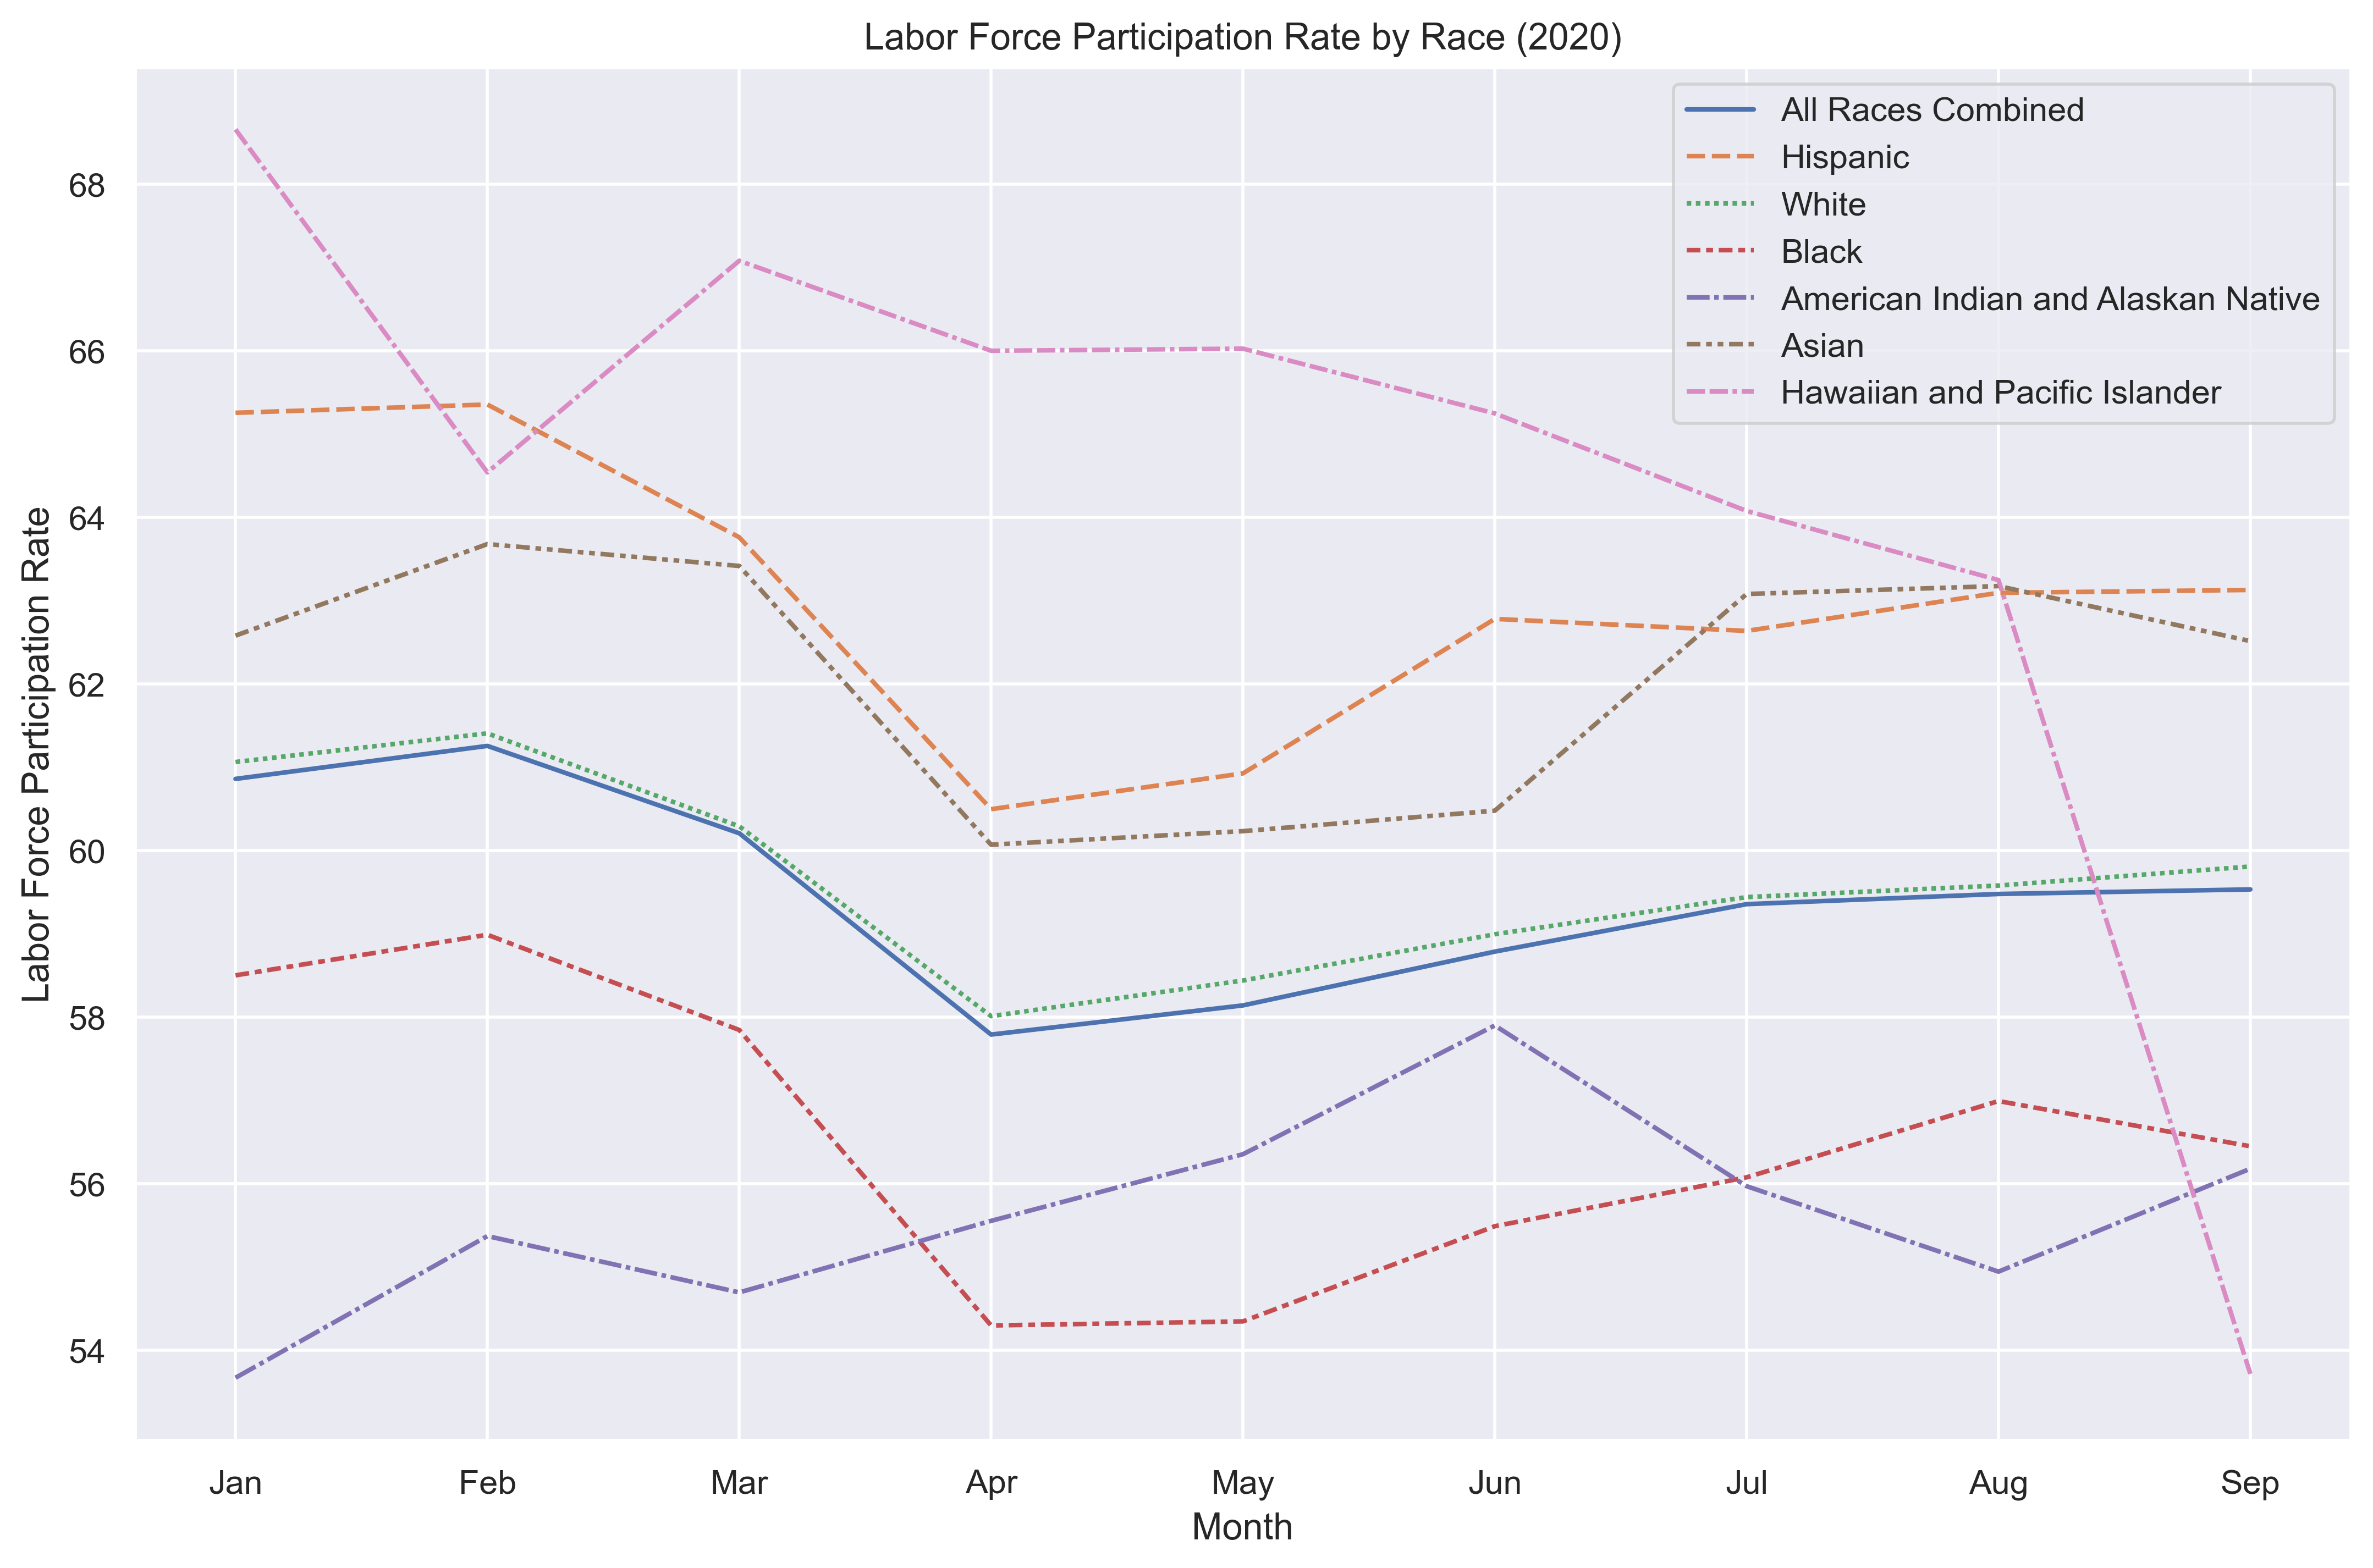 Labor Force Participation Rate by Race (2020)
All Races Combined
Hispanic
White
Black
American Indian and Alaskan Native
Asian
Hawaiian and Pacific Islander
Labor Force Participation Rate
68
66
64
62
60
58
56
54
Jan Feb Mar Apr May Jun Jul Aug Sep
Month